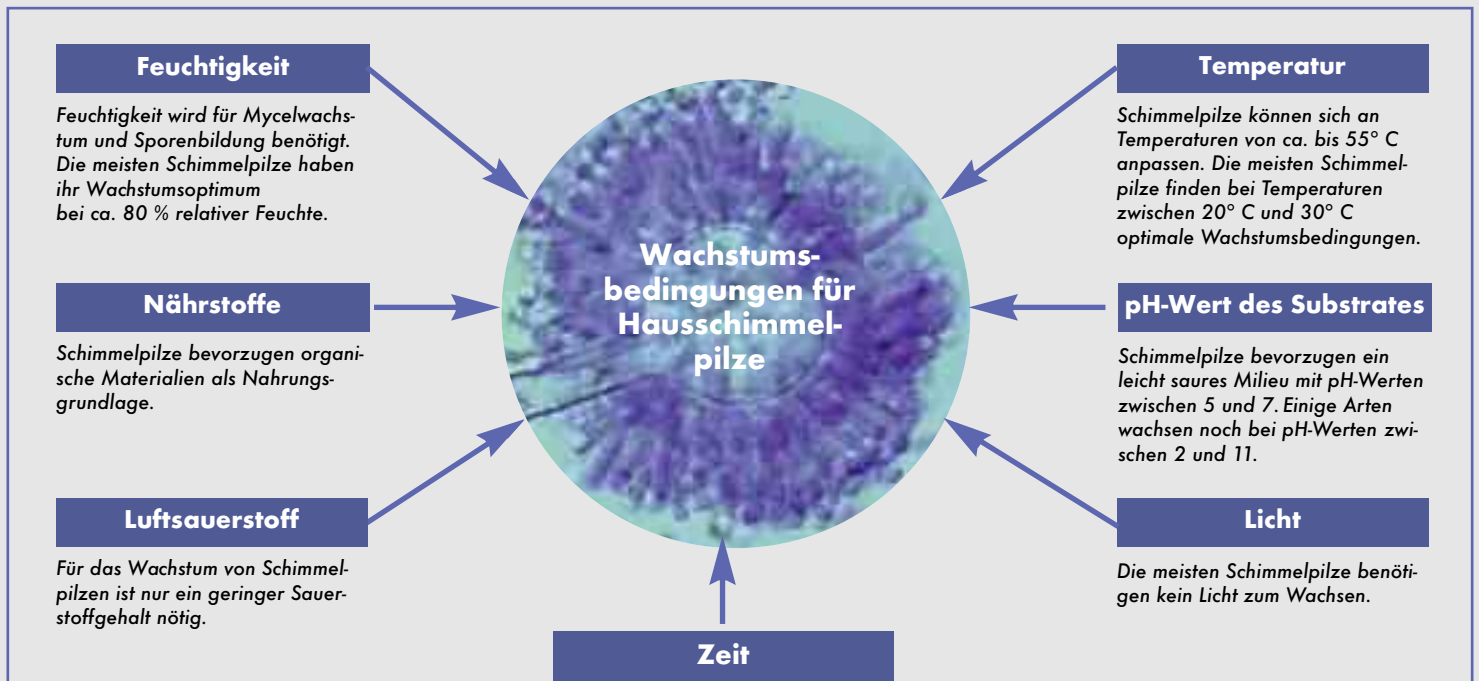 Feuchtigkeit
Feuchtigkeit wird für Mycelwachs-
tum und Sporenbildung benötigt.
Die meisten Schimmelpilze haben
ihr Wachstumsoptimum
bei ca. 80 % relativer Feuchte.
Nährstoffe
Schimmelpilze bevorzugen organi-
sche Materialien als Nahrungs-
grundlage.
Luftsauerstoff
Für das Wachstum von Schimmel-
pilzen ist nur ein geringer Sauer-
stoffgehalt nötig.
Wachstums-
bedingungen für
Hausschimmel-
pilze
Zeit
Temperatur
Schimmelpilze können sich an
Temperaturen von ca. bis 55° C
anpassen. Die meisten Schimmel-
pilze finden bei Temperaturen
zwischen 20° C und 30° C
optimale Wachstumsbedingungen.
pH-Wert des Substrates
Schimmelpilze bevorzugen ein
leicht saures Milieu mit pH-Werten
zwischen 5 und 7. Einige Arten
wachsen noch bei pH-Werten zwi-
schen 2 und 11.
Licht
Die meisten Schimmelpilze benöti-
gen kein Licht zum Wachsen.